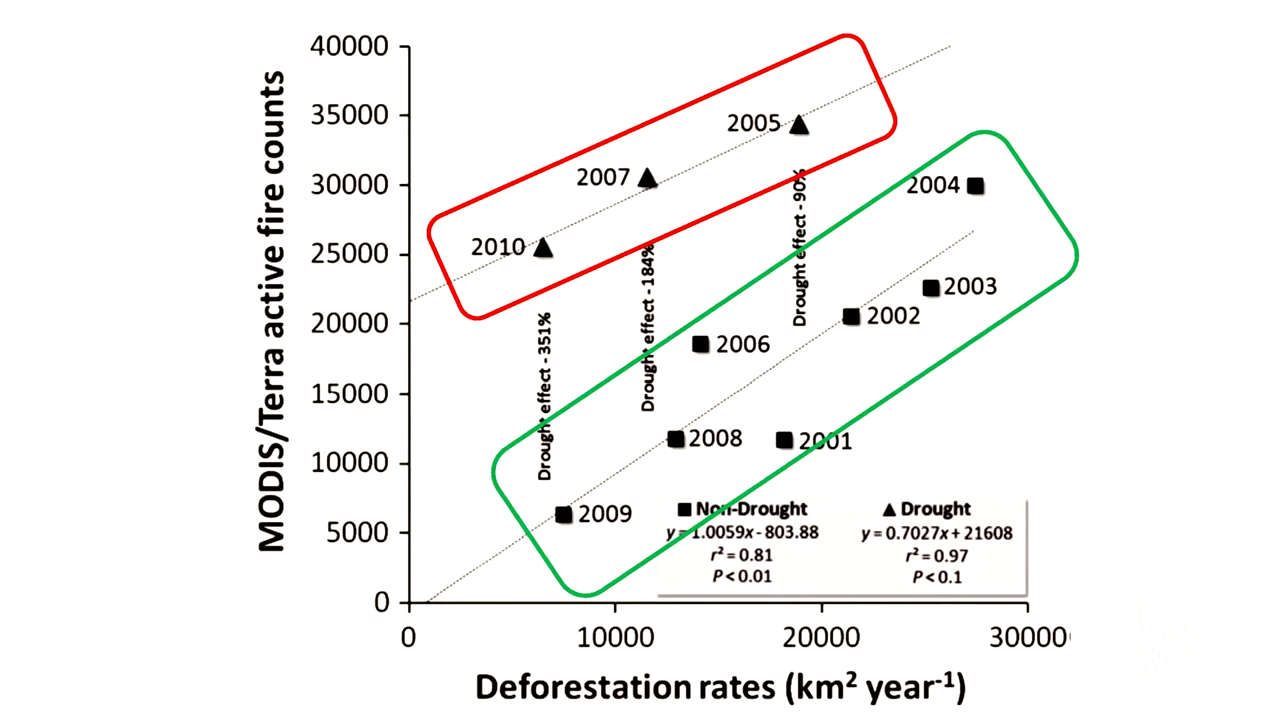 MODIS/Terra active fire counts
40000
35000
30000
25000
20000
15000
10000
5000
0
2005
2007
2010
2004
2003
2002
2006
2008
2001
2009
Drought effect - 351%
Drought effect - 184%
Drought effect - 90%
Non-Drought
y = 1.0059x - 803.88
r² = 0.81
P < 0.01
Drought
y = 0.7027x + 21608
r² = 0.97
P < 0.1
0
10000
20000
30000
Deforestation rates (km² year⁻¹)